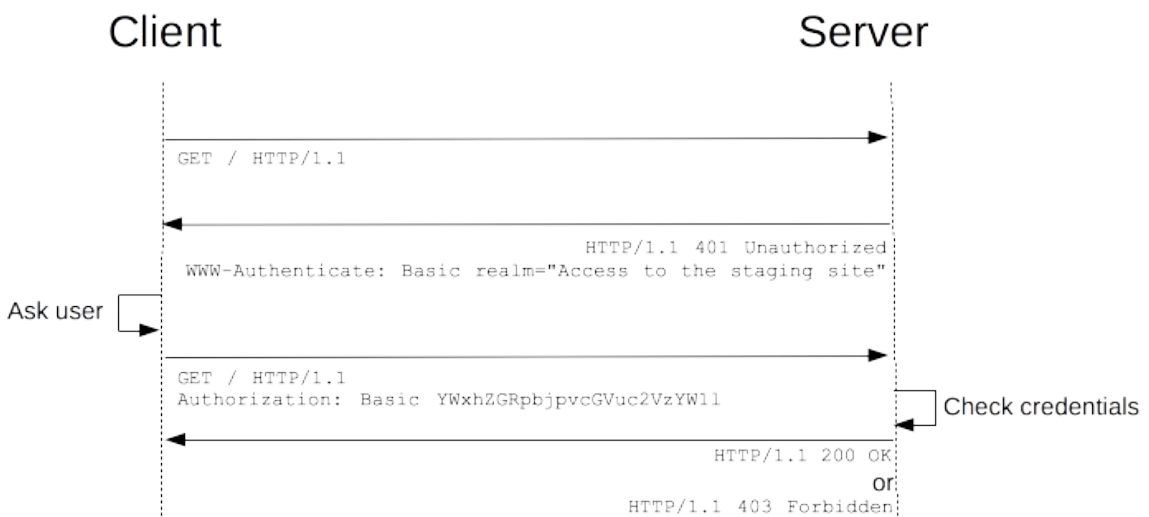 Client
Server
GET / HTTP/1.1
HTTP/1.1 401 Unauthorized
WWW-Authenticate: Basic realm="Access to the staging site"
Ask user
GET / HTTP/1.1
Authorization: Basic YWxhZGRpbjpvcGVuc2VzYW1l
Check credentials
HTTP/1.1 200 OK
or
HTTP/1.1 403 Forbidden